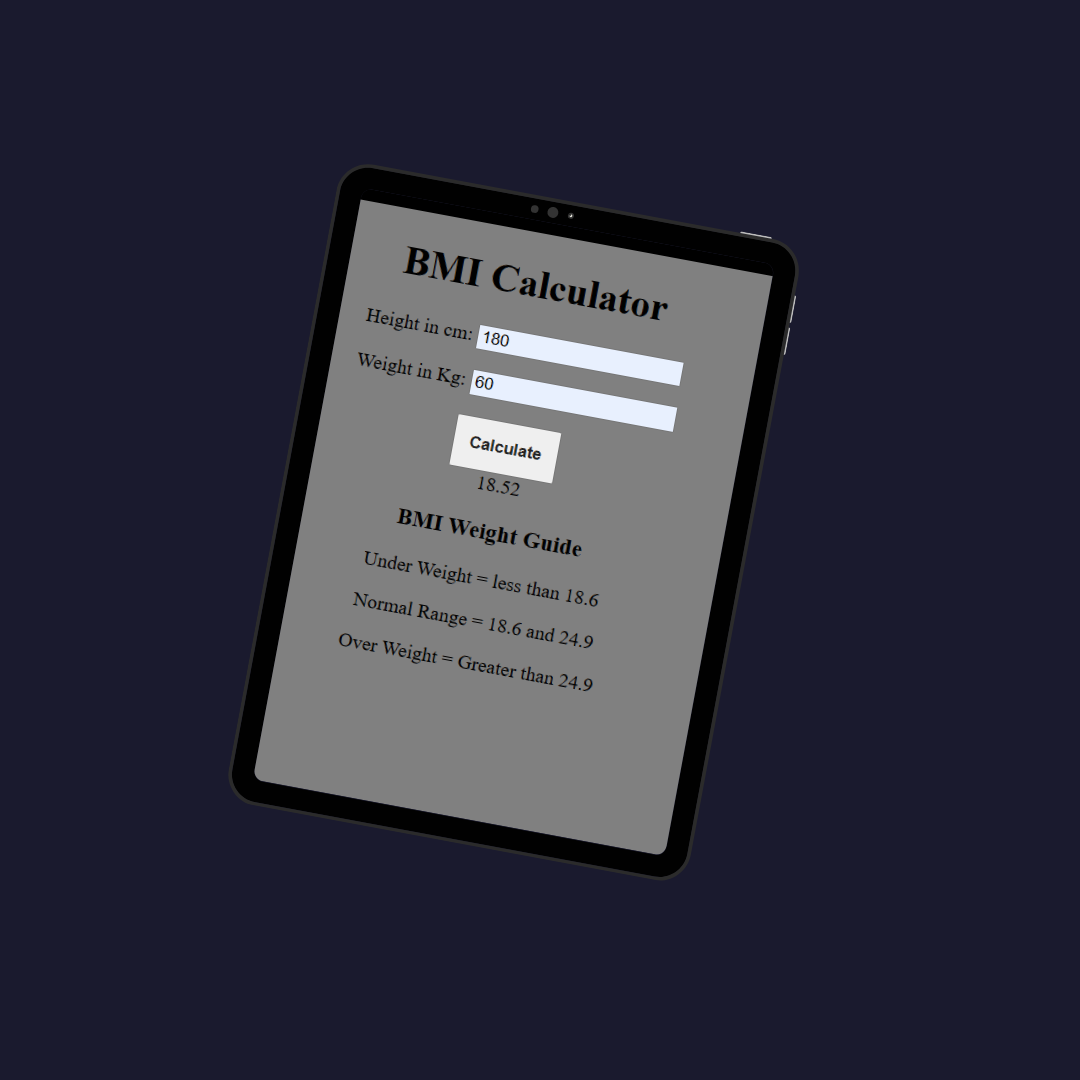 BMI Calculator
Height in cm: 180
Weight in Kg: 60
Calculate
18.52
BMI Weight Guide
Under Weight = less than 18.6
Normal Range = 18.6 and 24.9
Over Weight = Greater than 24.9